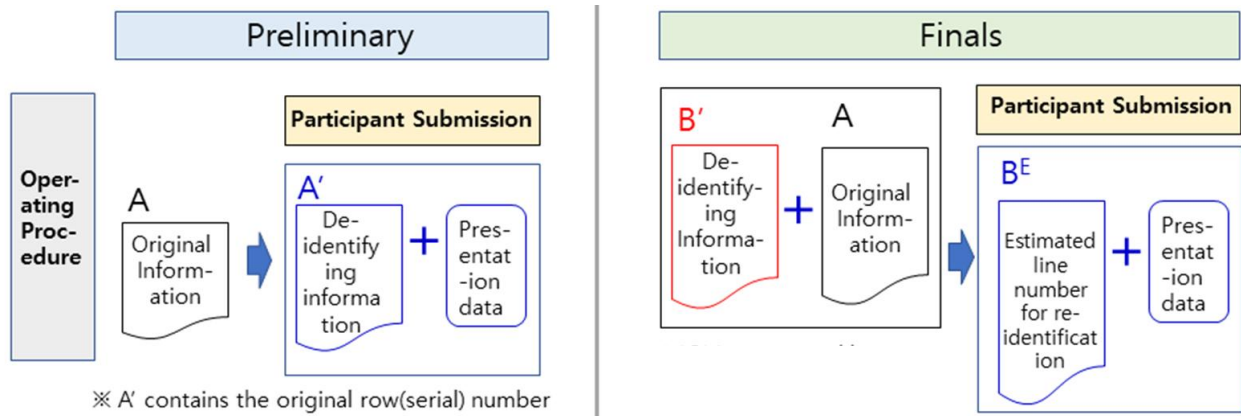 Preliminary
Finals
Oper-
ating
Proc-
edure
Participant Submission
A
Original
Inform-
ation
A'
De-
identify
ing
informa
tion
+
Pres-
entat
-ion
data
※ A' contains the original row(serial) number
B'
De-
identify-
ing
Informa-
tion
+
A
Original
Inform-
ation
Participant Submission
B^E
Estimated
line
number
for re-
identificat
ion
+
Pres-
entat
-ion
data